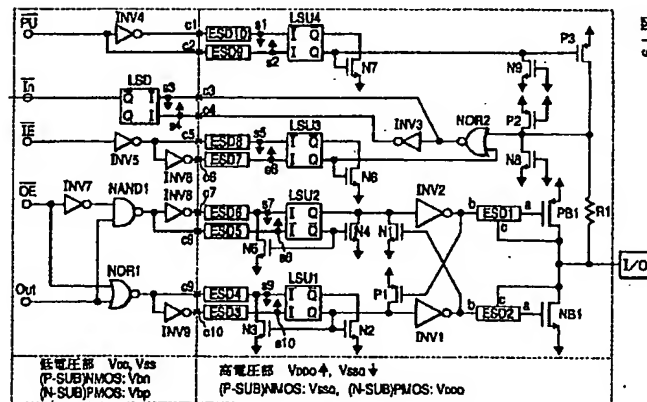 PU
INV4
c1
ESD10
s1
LSU4
I Q
P3
c2
ESD9
s2
I Q
N7
N9
LSD
IS
Q I
s3
c3
P2
Q I
s4
c4
INV3
NOR2
IE
c5
ESD8
s5
LSU3
I Q
INV5
INV6
ESD7
s6
I Q
N8
c6
N6
OE
INV7
NAND1
INV8
c7
ESD6
s7
LSU2
I Q
INV2
b
ESD1
a
PB1
R1
c8
ESD5
s8
I Q
N4
N1
c
N5
I/O
Out
NOR1
c9
ESD4
s9
LSU1
I Q
P1
c
b
ESD2
a
NB1
ESD3
I Q
INV9
c10
N3
s10
N2
INV1
低電圧部 VDD, VSS
高電圧部 VDDO↑, VSSO↓
(P-SUB)NMOS: Vbn
(P-SUB)NMOS: VSSO, (N-SUB)PMOS: VDDO
(N-SUB)PMOS: Vbp